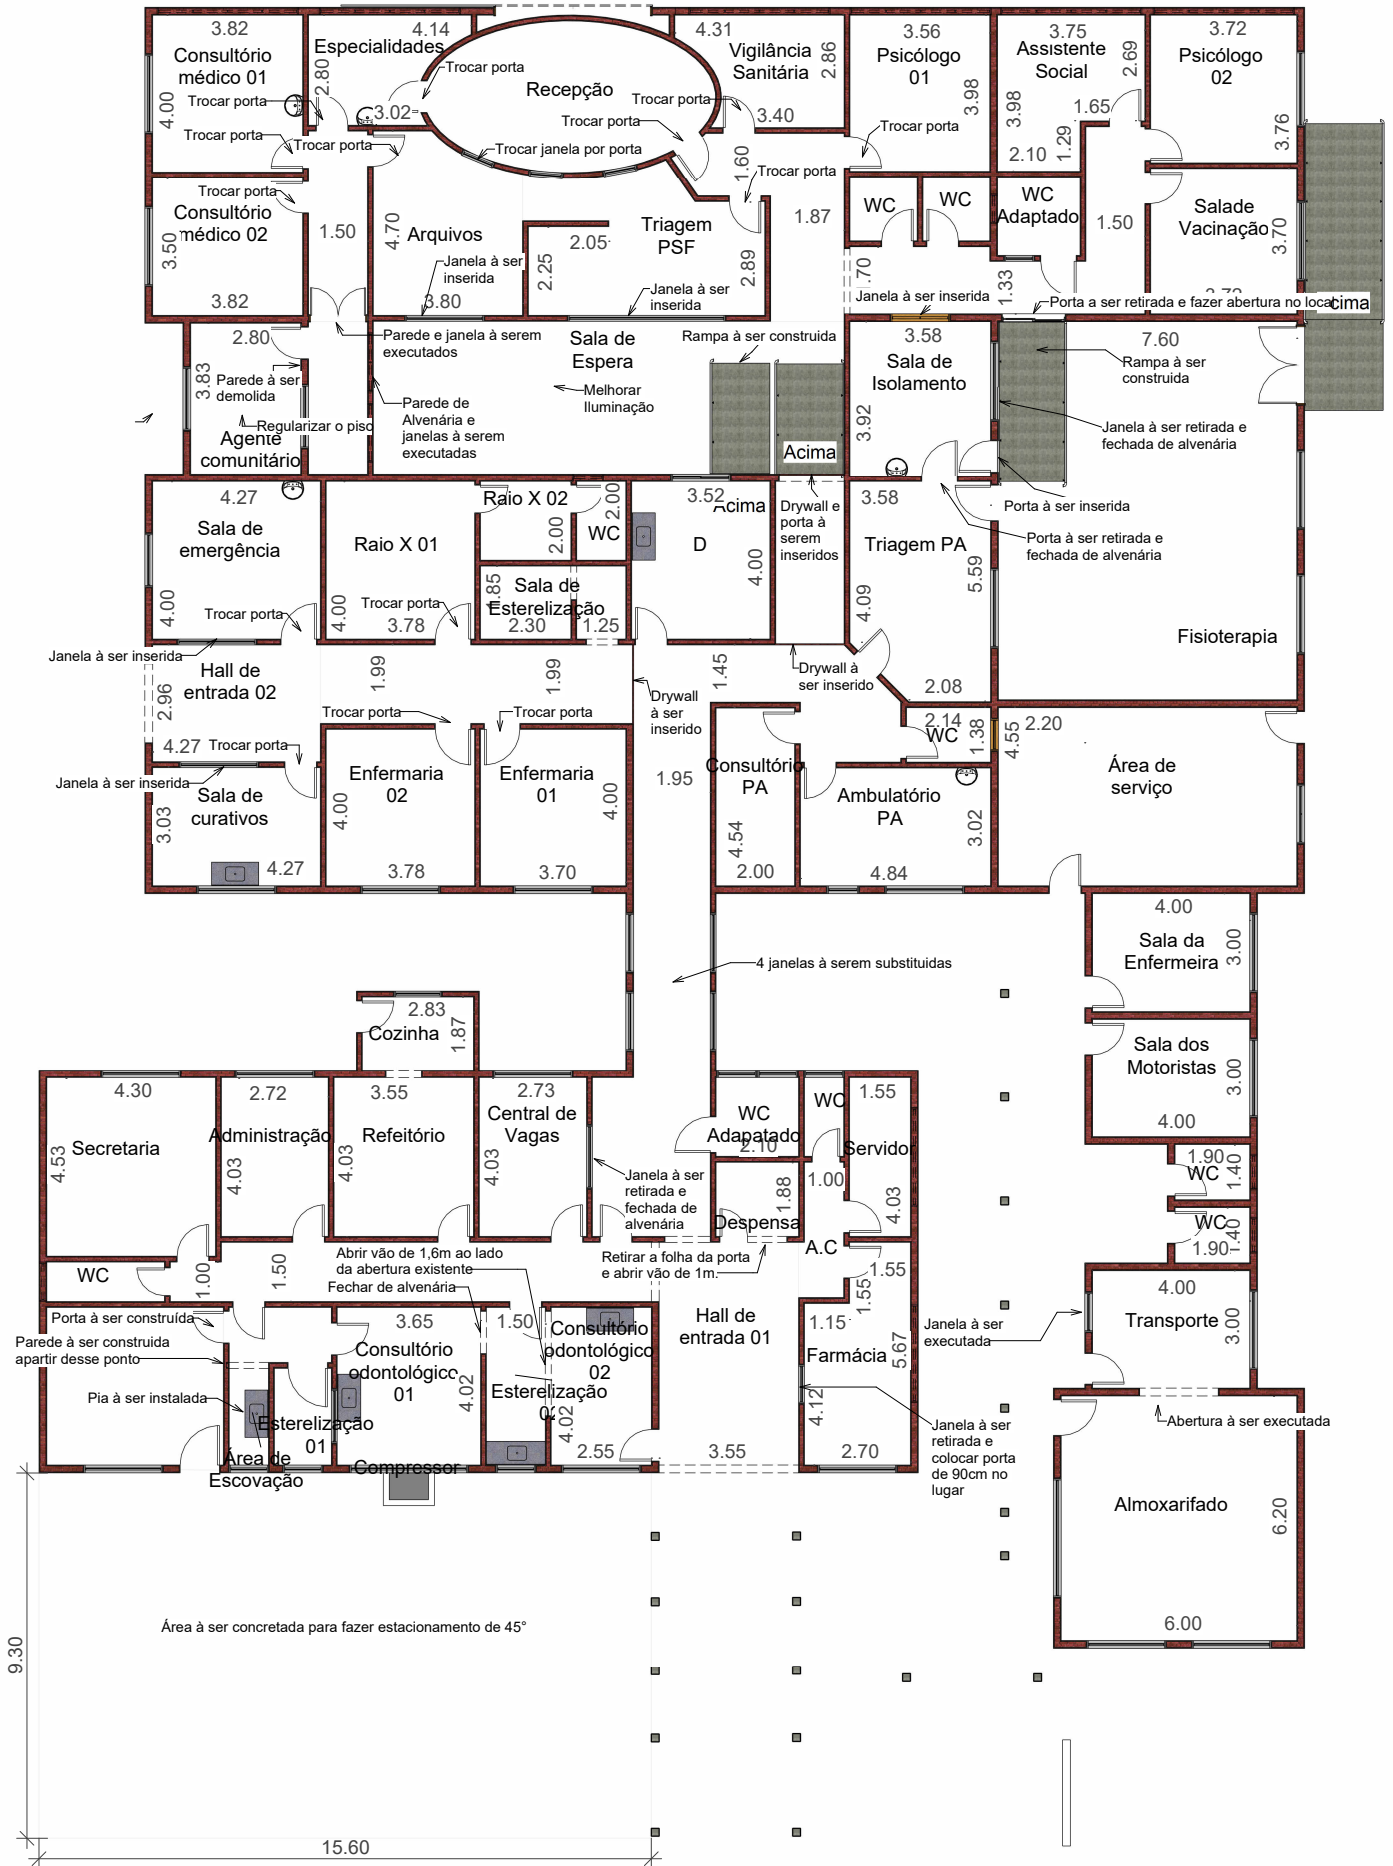 3.82
Consultório
médico 01
4.00
Trocar porta
Trocar porta
Especialidades
4.14
2.80
3.02
Trocar porta
Trocar porta
Recepção
Trocar janela por porta
4.31
Vigilância
Sanitária
2.86
Trocar porta
3.40
Trocar porta
3.56
Psicólogo
01
3.98
Trocar porta
3.75
Assistente
Social
2.69
3.98
1.65
1.29
2.10
3.72
Psicólogo
02
3.76
Trocar porta
Consultório
médico 02
3.50
3.82
1.50
4.70
Arquivos
Janela à ser
inserida
3.80
2.05
2.25
Triagem
PSF
2.89
Janela à ser
inserida
1.60
Trocar porta
1.87
WC
WC
WC
Adaptado
1.50
Salade
Vacinação
3.70
1.70
1.33
Janela à ser inserida
Porta a ser retirada e fazer abertura no local
cima
2.80
3.83
Parede à ser
demolida
Regularizar o piso
Agente
comunitário
Parede e janela à serem
executados
Parede de
Alvenária e
janelas à serem
executadas
Sala de
Espera
Melhorar
Iluminação
Rampa à ser construida
Acima
3.58
Sala de
Isolamento
3.92
Rampa à ser
construida
7.60
Janela à ser retirada e
fechada de alvenária
Porta à ser inserida
Porta à ser retirada e
fechada de alvenária
4.27
Sala de
emergência
4.00
Trocar porta
Raio X 01
4.00
Trocar porta
3.78
Raio X 02
2.00
2.00
WC
Sala de
Esterelização
2.30
1.25
3.52
Acima
D
4.00
Drywall e
porta à
serem
inseridos
3.58
Triagem PA
5.59
4.09
2.08
Fisioterapia
Janela à ser inserida
Hall de
entrada 02
2.96
1.99
1.99
1.45
Drywall à
ser inserido
Drywall
à ser
inserido
Trocar porta
Trocar porta
4.27
Trocar porta
Janela à ser inserida
Sala de
curativos
3.03
4.27
Enfermaria
02
4.00
3.78
Enfermaria
01
4.00
3.70
1.95
Consultório
PA
4.54
2.00
2.14
WC
1.38
Ambulatório
PA
3.02
4.84
4.55
2.20
Área de
serviço
4 janelas à serem substituidas
4.00
Sala da
Enfermeira
3.00
Sala dos
Motoristas
3.00
4.00
2.83
Cozinha
1.87
4.30
Secretaria
4.53
2.72
Administração
4.03
3.55
Refeitório
4.03
2.73
Central de
Vagas
4.03
Janela à ser
retirada e
fechada de
alvenária
WC
Adapatado
2.10
WC
1.55
Servidor
1.00
4.03
1.88
Despensa
A.C
1.90
WC
1.40
WC
1.40
1.90
WC
1.00
1.50
Abrir vão de 1,6m ao lado
da abertura existente
Fechar de alvenária
Retirar a folha da porta
e abrir vão de 1m.
1.55
1.55
Porta à ser construída
Parede à ser construida
apartir desse ponto
Pia à ser instalada
Área de
Escovação
Esterelização
01
3.65
Consultório
odontológico
01
4.02
Compressor
1.50
Esterelização
4.02
Consultório
odontológico
02
2.55
Hall de
entrada 01
3.55
1.15
Farmácia
5.67
4.12
2.70
Janela à ser
retirada e
colocar porta
de 90cm no
lugar
Janela à ser
executada
4.00
Transporte
3.00
Abertura à ser executada
Almoxarifado
6.20
6.00
Área à ser concretada para fazer estacionamento de 45°
9.30
15.60